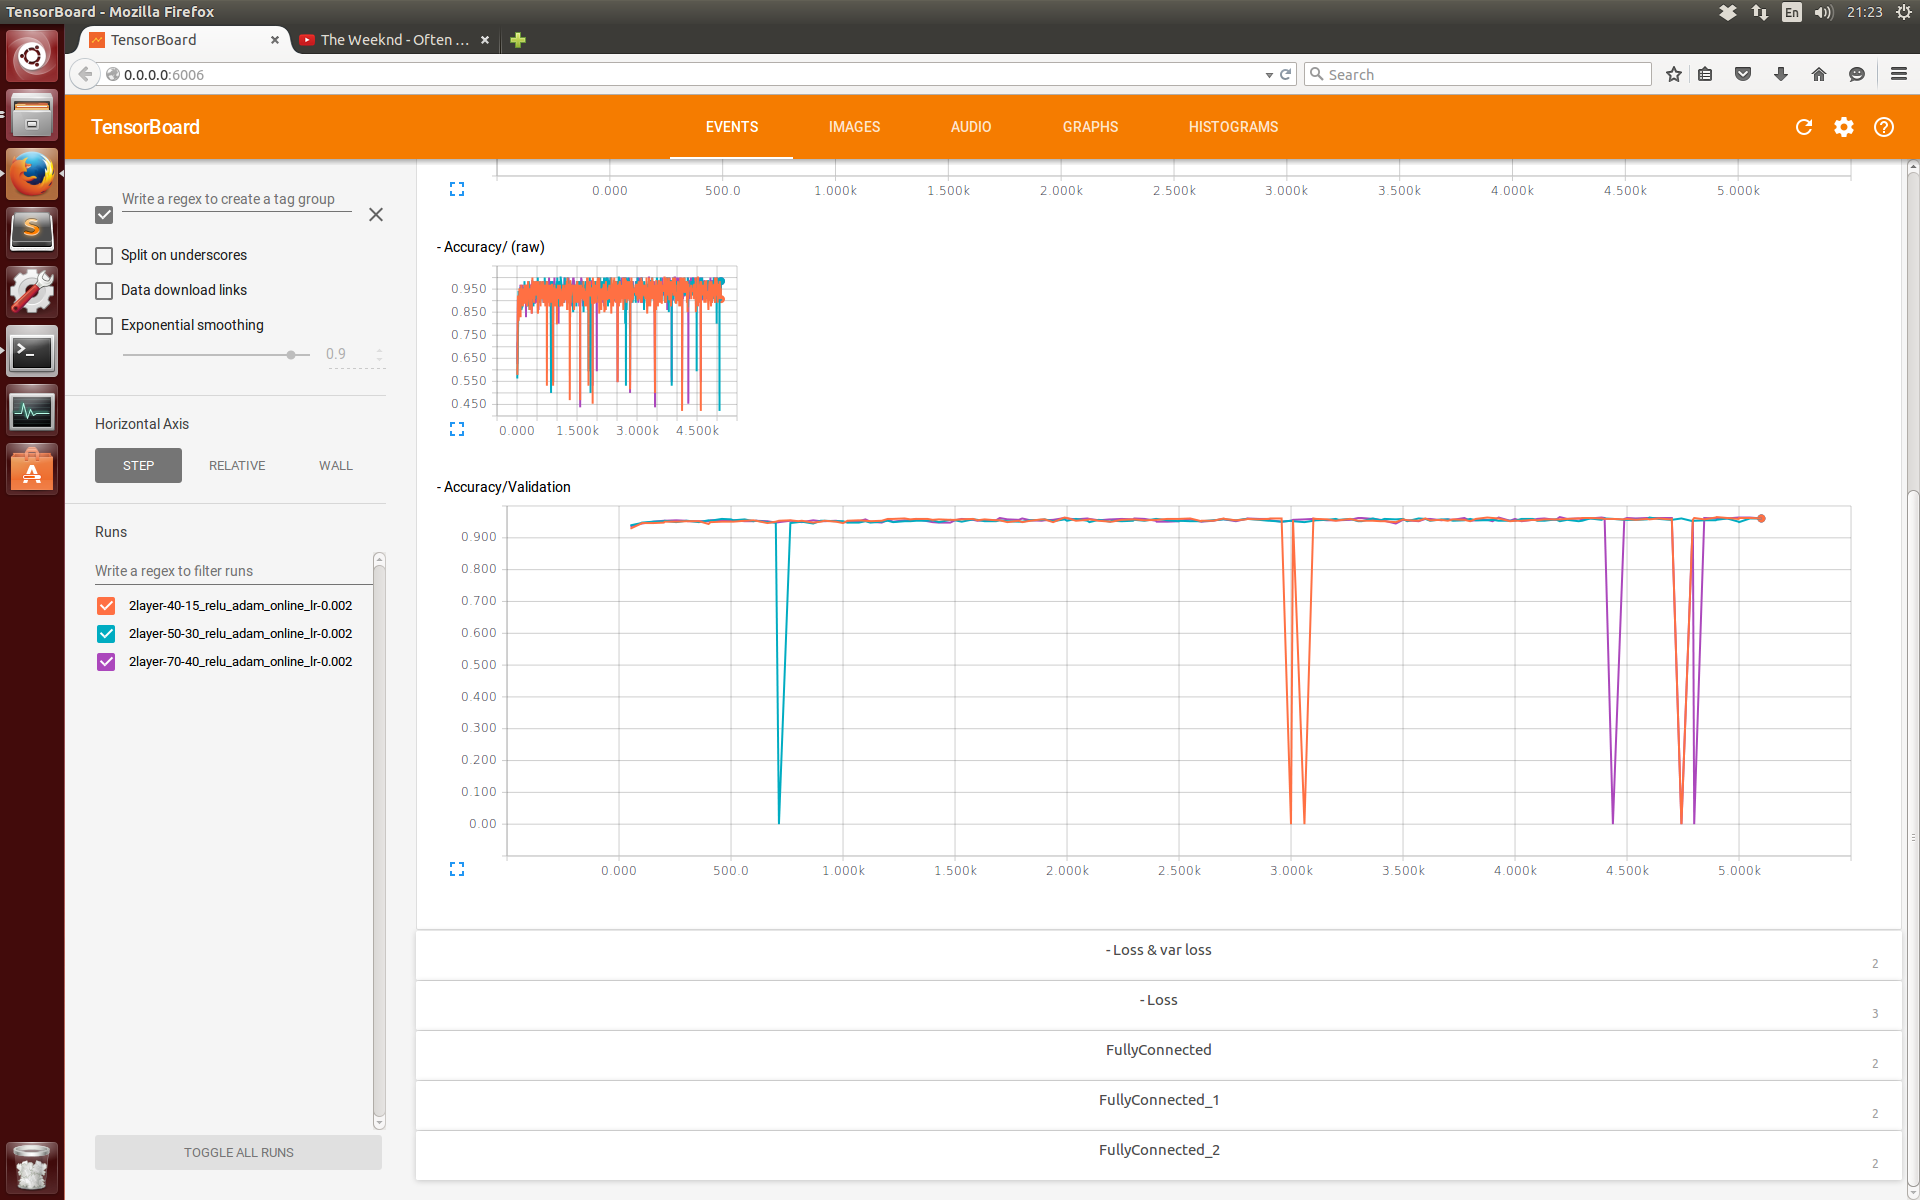 TensorBoard - Mozilla Firefox
En
21:23
TensorBoard
The Weeknd - Often ...
0.0.0.0:6006
Search
TensorBoard
EVENTS
IMAGES
AUDIO
GRAPHS
HISTOGRAMS
Write a regex to create a tag group
Split on underscores
Data download links
Exponential smoothing
0.9
Horizontal Axis
STEP
RELATIVE
WALL
Runs
Write a regex to filter runs
2layer-40-15_relu_adam_online_lr-0.002
2layer-50-30_relu_adam_online_lr-0.002
2layer-70-40_relu_adam_online_lr-0.002
TOGGLE ALL RUNS
0.000 500.0 1.000k 1.500k 2.000k 2.500k 3.000k 3.500k 4.000k 4.500k 5.000k
- Accuracy/ (raw)
0.950
0.850
0.750
0.650
0.550
0.450
0.000 1.500k 3.000k 4.500k
- Accuracy/Validation
0.900
0.800
0.700
0.600
0.500
0.400
0.300
0.200
0.100
0.00
0.000 500.0 1.000k 1.500k 2.000k 2.500k 3.000k 3.500k 4.000k 4.500k 5.000k
- Loss & var loss
2
- Loss
3
FullyConnected
2
FullyConnected_1
2
FullyConnected_2
2